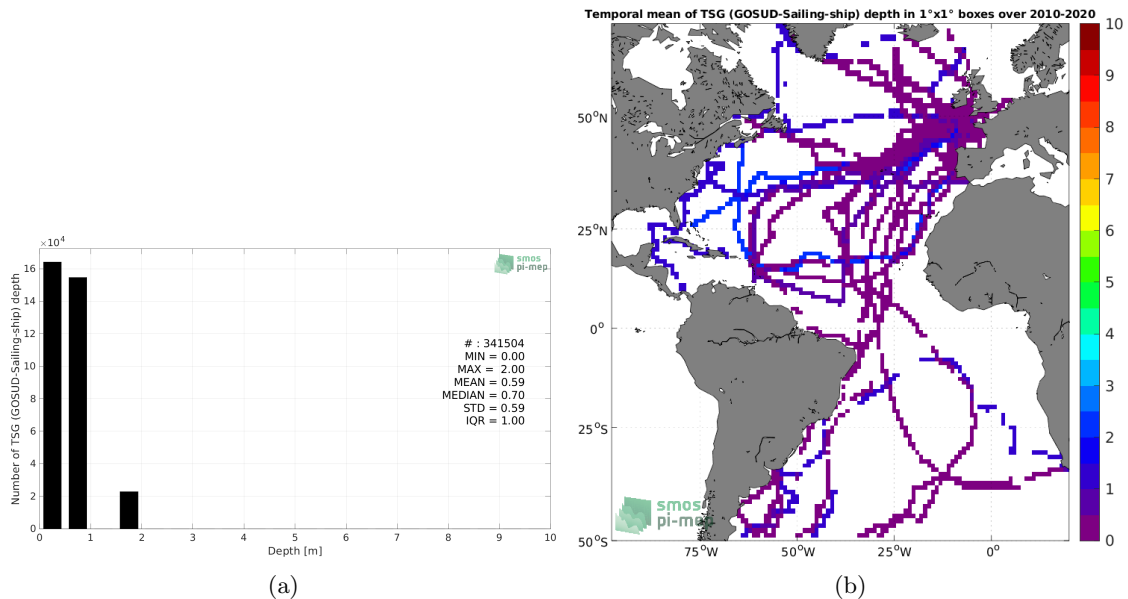 ×10⁴
16
14
12
10
8
6
4
2
0
Number of TSG (GOSUD-Sailing-ship) depth
smos
pi-mep
# : 341504
MIN = 0.00
MAX = 2.00
MEAN = 0.59
MEDIAN = 0.70
STD = 0.59
IQR = 1.00
0 1 2 3 4 5 6 7 8 9 10
Depth [m]
(a)
Temporal mean of TSG (GOSUD-Sailing-ship) depth in 1°x1° boxes over 2010-2020
50°N
25°N
0°
25°S
50°S
75°W 50°W 25°W 0°
smos
pi-mep
10
9
8
7
6
5
4
3
2
1
0
(b)